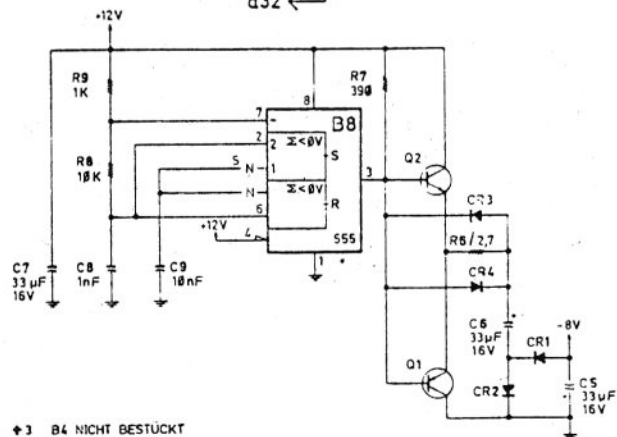 d32
+12V
R9
1K
R7
390
8
7
-
B8
2
2
Σ<0V
S
R8
10K
5
N
1
3
Q2
N
Σ<0V
R
CR3
6
+12V
4
555
R6/2,7
1
C7
33µF
16V
C8
1nF
C9
10nF
CR4
C6
33µF
16V
-8V
CR1
Q1
CR2
C5
33µF
16V
3 B4 NICHT BESTÜCKT